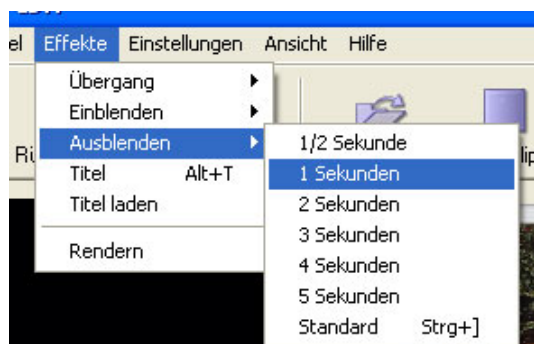 el Effekte Einstellungen Ansicht Hilfe
Übergang
Einblenden
Ausblenden
Titel Alt+T
Titel laden
Rendern
1/2 Sekunde
1 Sekunden
2 Sekunden
3 Sekunden
4 Sekunden
5 Sekunden
Standard Strg+]